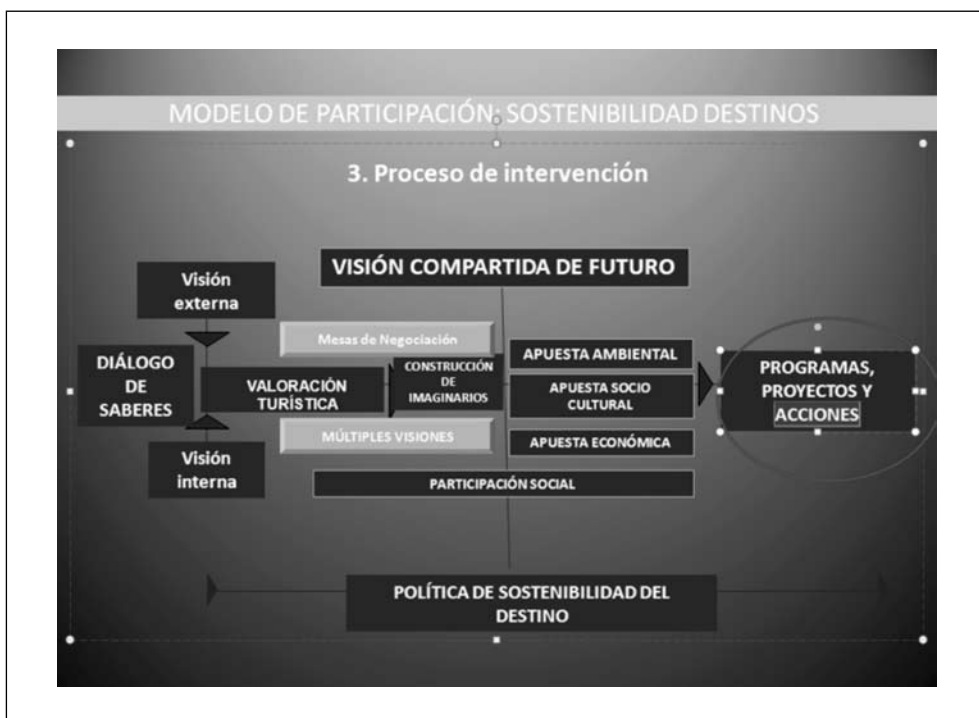 MODELO DE PARTICIPACIÓN: SOSTENIBILIDAD DESTINOS
3. Proceso de intervención
VISIÓN COMPARTIDA DE FUTURO
Visión
externa
Mesas de Negociación
DIÁLOGO
DE
SABERES
VALORACIÓN
TURÍSTICA
CONSTRUCCIÓN
DE
IMAGINARIOS
APUESTA AMBIENTAL
APUESTA SOCIO
CULTURAL
APUESTA ECONÓMICA
PROGRAMAS,
PROYECTOS Y
ACCIONES
MÚLTIPLES VISIONES
Visión
interna
PARTICIPACIÓN SOCIAL
POLÍTICA DE SOSTENIBILIDAD DEL
DESTINO